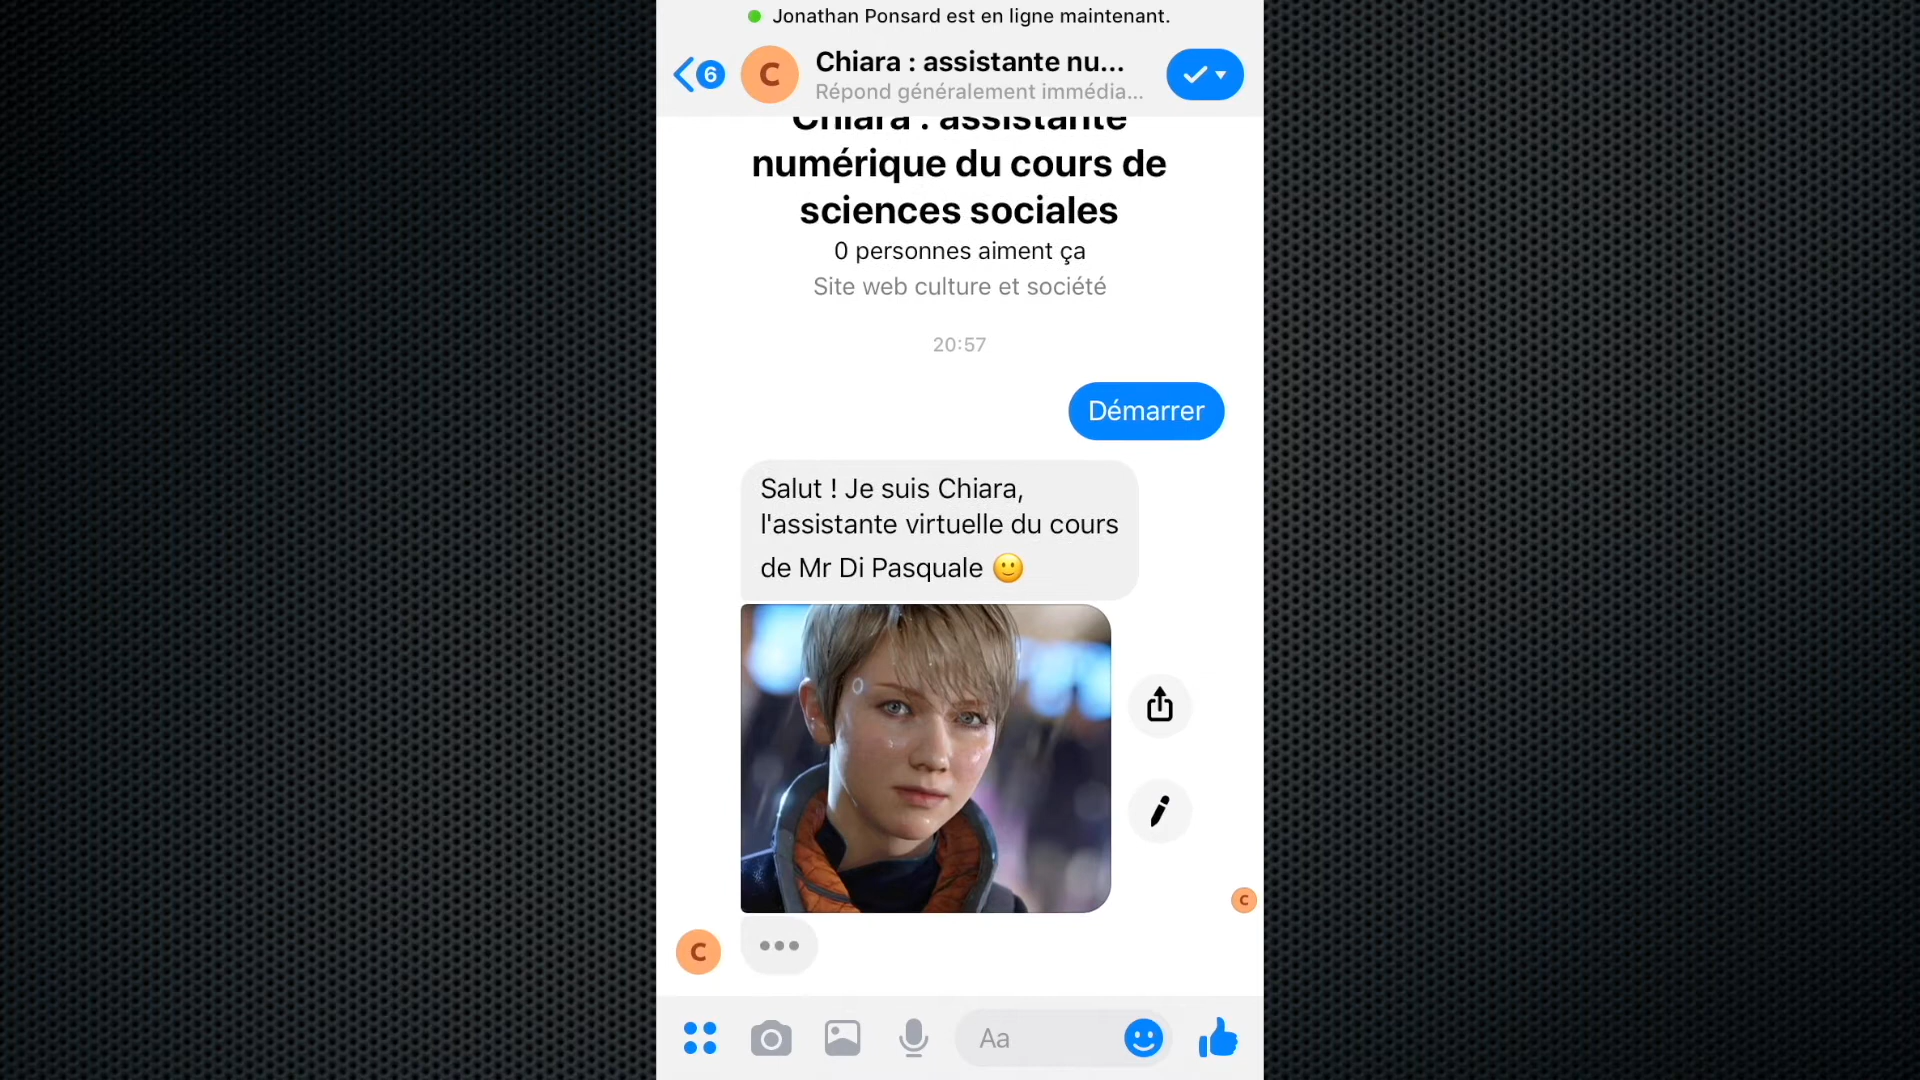 Jonathan Ponsard est en ligne maintenant.
6
C
Chiara : assistante nu...
Répond généralement immédia...
Chiara : assistante
numérique du cours de
sciences sociales
0 personnes aiment ça
Site web culture et société
20:57
Démarrer
Salut ! Je suis Chiara,
l'assistante virtuelle du cours
de Mr Di Pasquale 🙂
C
C
Aa